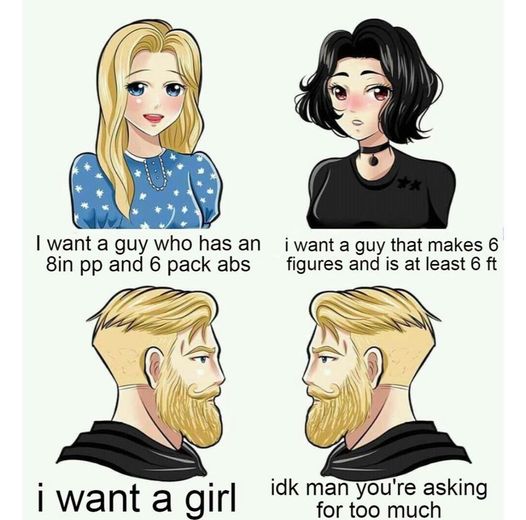 I want a guy who has an
8in pp and 6 pack abs
i want a guy that makes 6
figures and is at least 6 ft
i want a girl
idk man you're asking
for too much